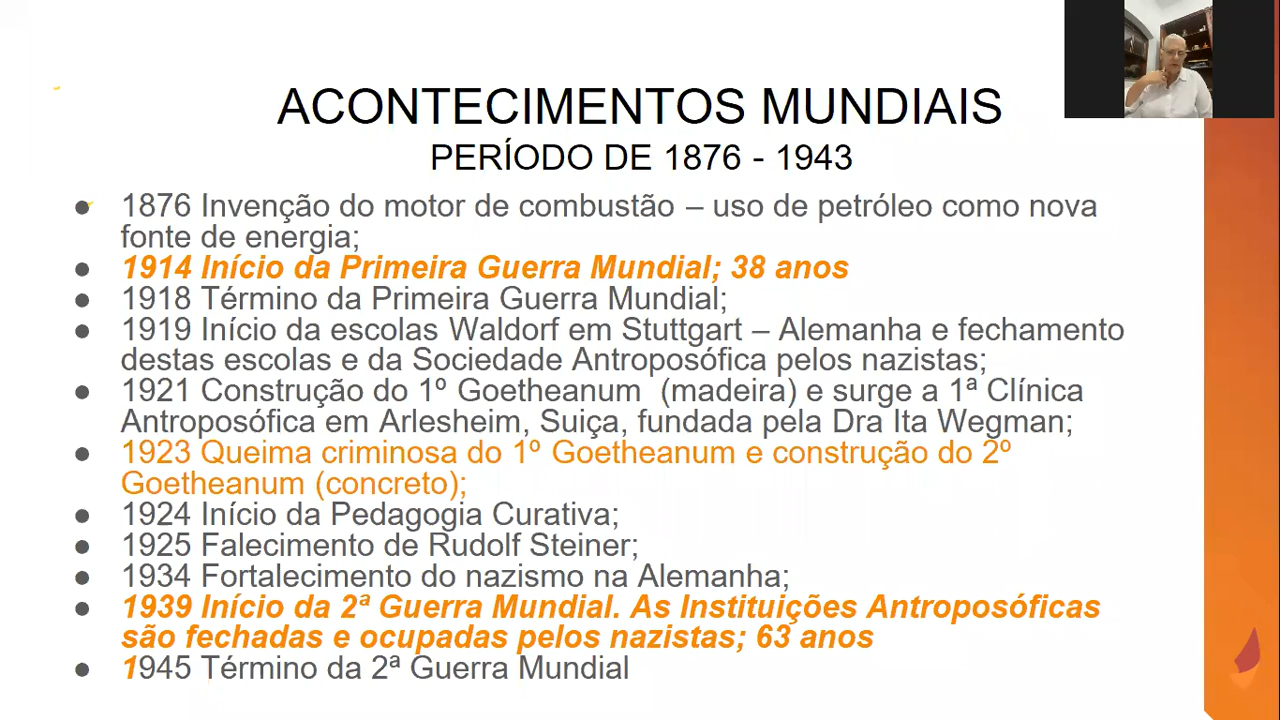 ACONTECIMENTOS MUNDIAIS
PERÍODO DE 1876 - 1943
● 1876 Invenção do motor de combustão – uso de petróleo como nova
fonte de energia;
● 1914 Início da Primeira Guerra Mundial; 38 anos
● 1918 Término da Primeira Guerra Mundial;
● 1919 Início da escolas Waldorf em Stuttgart – Alemanha e fechamento
destas escolas e da Sociedade Antroposófica pelos nazistas;
● 1921 Construção do 1º Goetheanum (madeira) e surge a 1ª Clínica
Antroposófica em Arlesheim, Suiça, fundada pela Dra Ita Wegman;
● 1923 Queima criminosa do 1º Goetheanum e construção do 2º
Goetheanum (concreto);
● 1924 Início da Pedagogia Curativa;
● 1925 Falecimento de Rudolf Steiner;
● 1934 Fortalecimento do nazismo na Alemanha;
● 1939 Início da 2ª Guerra Mundial. As Instituições Antroposóficas
são fechadas e ocupadas pelos nazistas; 63 anos
● 1945 Término da 2ª Guerra Mundial